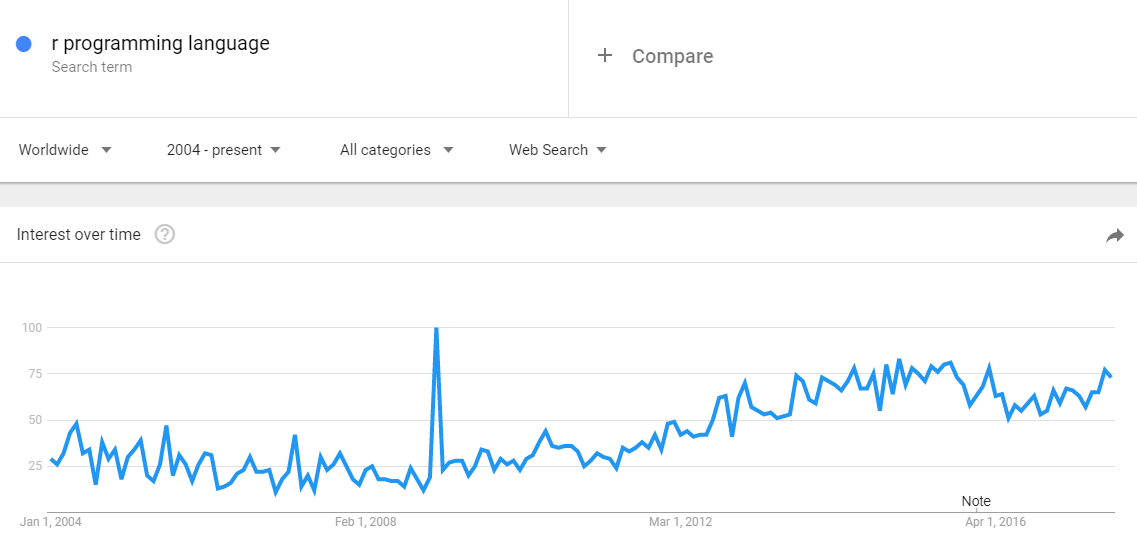 r programming language
Search term
+ Compare
Worldwide
2004 - present
All categories
Web Search
Interest over time ?
100
75
50
25
Note
Jan 1, 2004 Feb 1, 2008 Mar 1, 2012 Apr 1, 2016